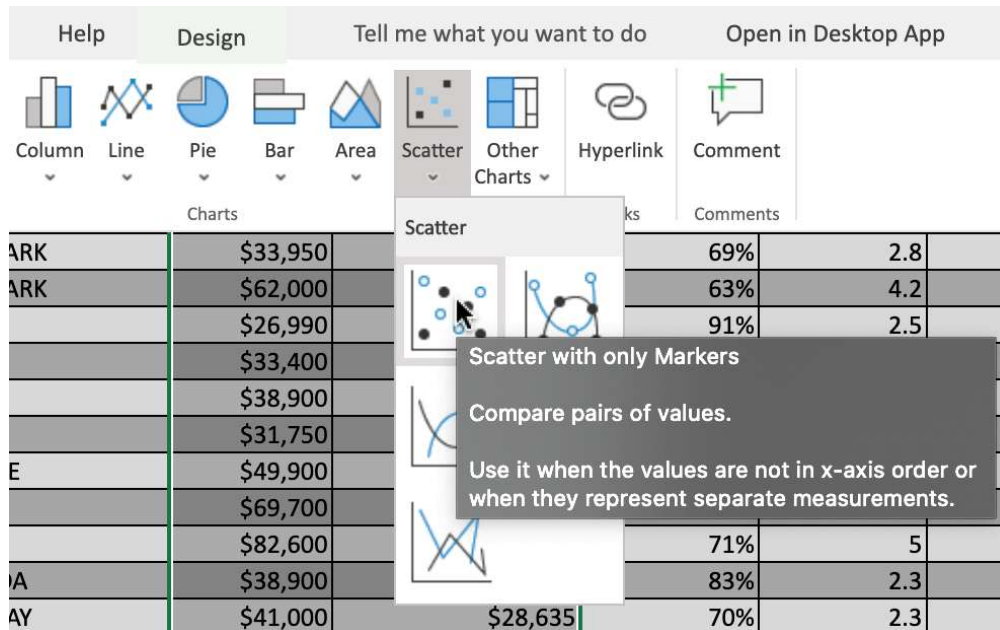 Help Design Tell me what you want to do Open in Desktop App
Column Line Pie Bar Area Scatter Other Charts Hyperlink Comment
Charts ks Comments
Scatter
ARK $33,950 69% 2.8
ARK $62,000 63% 4.2
$26,990 91% 2.5
$33,400
$38,900
$31,750
E $49,900
$69,700
$82,600 71% 5
DA $38,900 83% 2.3
AY $41,000 $28,635 70% 2.3
Scatter with only Markers
Compare pairs of values.
Use it when the values are not in x-axis order or
when they represent separate measurements.